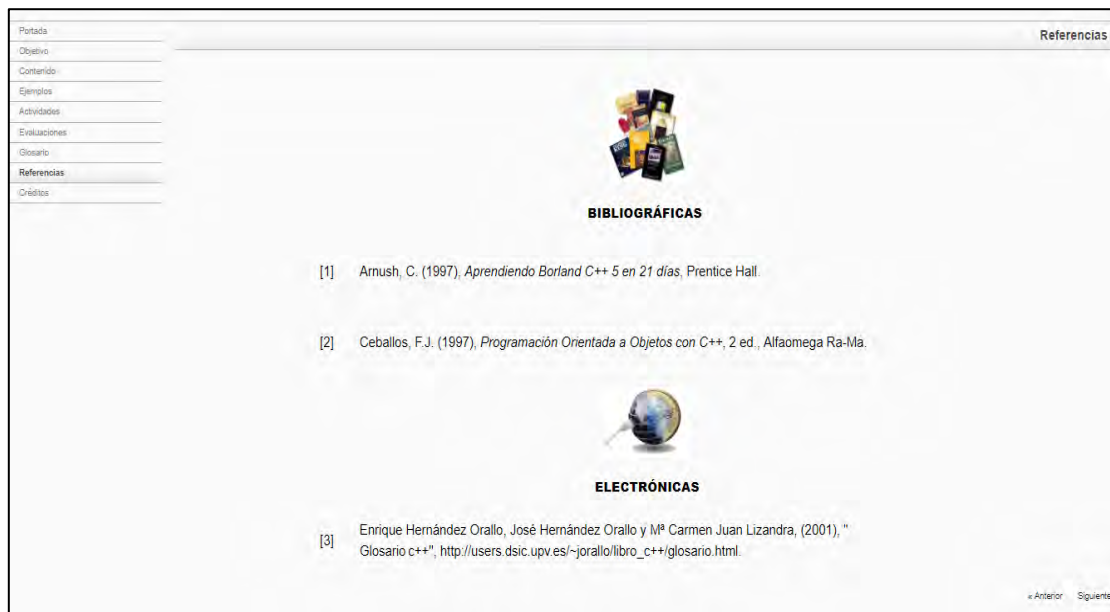 Portada
Objetivo
Contenido
Ejemplos
Actividades
Evaluaciones
Glosario
Referencias
Créditos
Referencias
BIBLIOGRÁFICAS
[1] Arnush, C. (1997), Aprendiendo Borland C++ 5 en 21 días, Prentice Hall.
[2] Ceballos, F.J. (1997), Programación Orientada a Objetos con C++, 2 ed., Alfaomega Ra-Ma.
ELECTRÓNICAS
[3] Enrique Hernández Orallo, José Hernández Orallo y Mª Carmen Juan Lizandra, (2001), "
Glosario c++", http://users.dsic.upv.es/~jorallo/libro_c++/glosario.html.
« Anterior Siguiente